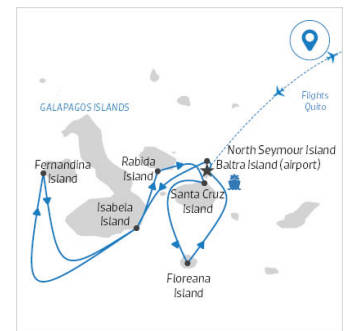 GALAPAGOS ISLANDS
Flights
Quito
North Seymour Island
Baltra Island (airport)
Fernandina
Island
Rabida
Island
Santa Cruz
Island
Isabela
Island
Floreana
Island